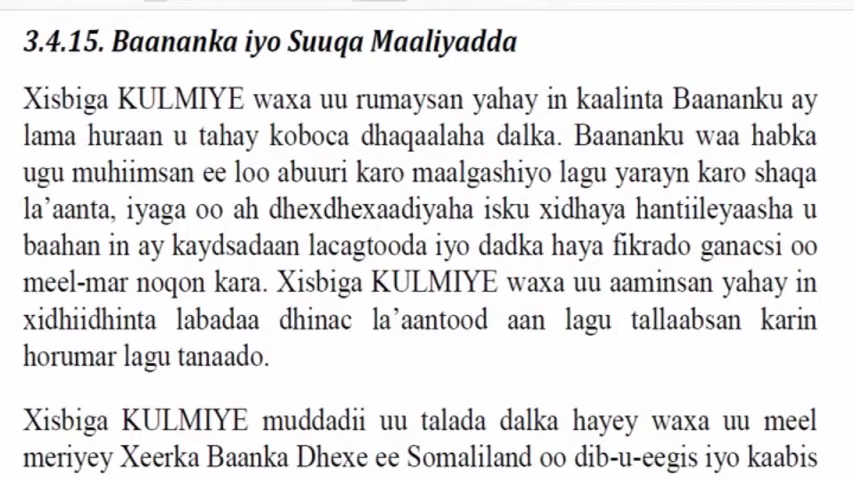 3.4.15. Baananka iyo Suuqa Maaliyadda
Xisbiga KULMIYE waxa uu rumaysan yahay in kaalinta Baananku ay
lama huraan u tahay koboca dhaqaalaha dalka. Baananku waa habka
ugu muhiimsan ee loo abuuri karo maalgashiyo lagu yarayn karo shaqa
la’aanta, iyaga oo ah dhexdhexaadiyaha isku xidhaya hantiileyaasha u
baahan in ay kaydsadaan lacagtooda iyo dadka haya fikrado ganacsi oo
meel-mar noqon kara. Xisbiga KULMIYE waxa uu aaminsan yahay in
xidhiidhinta labadaa dhinac la’aantood aan lagu tallaabsan karin
horumar lagu tanaado.
Xisbiga KULMIYE muddadii uu talada dalka hayey waxa uu meel
meriyey Xeerka Baanka Dhexe ee Somaliland oo dib-u-eegis iyo kaabis